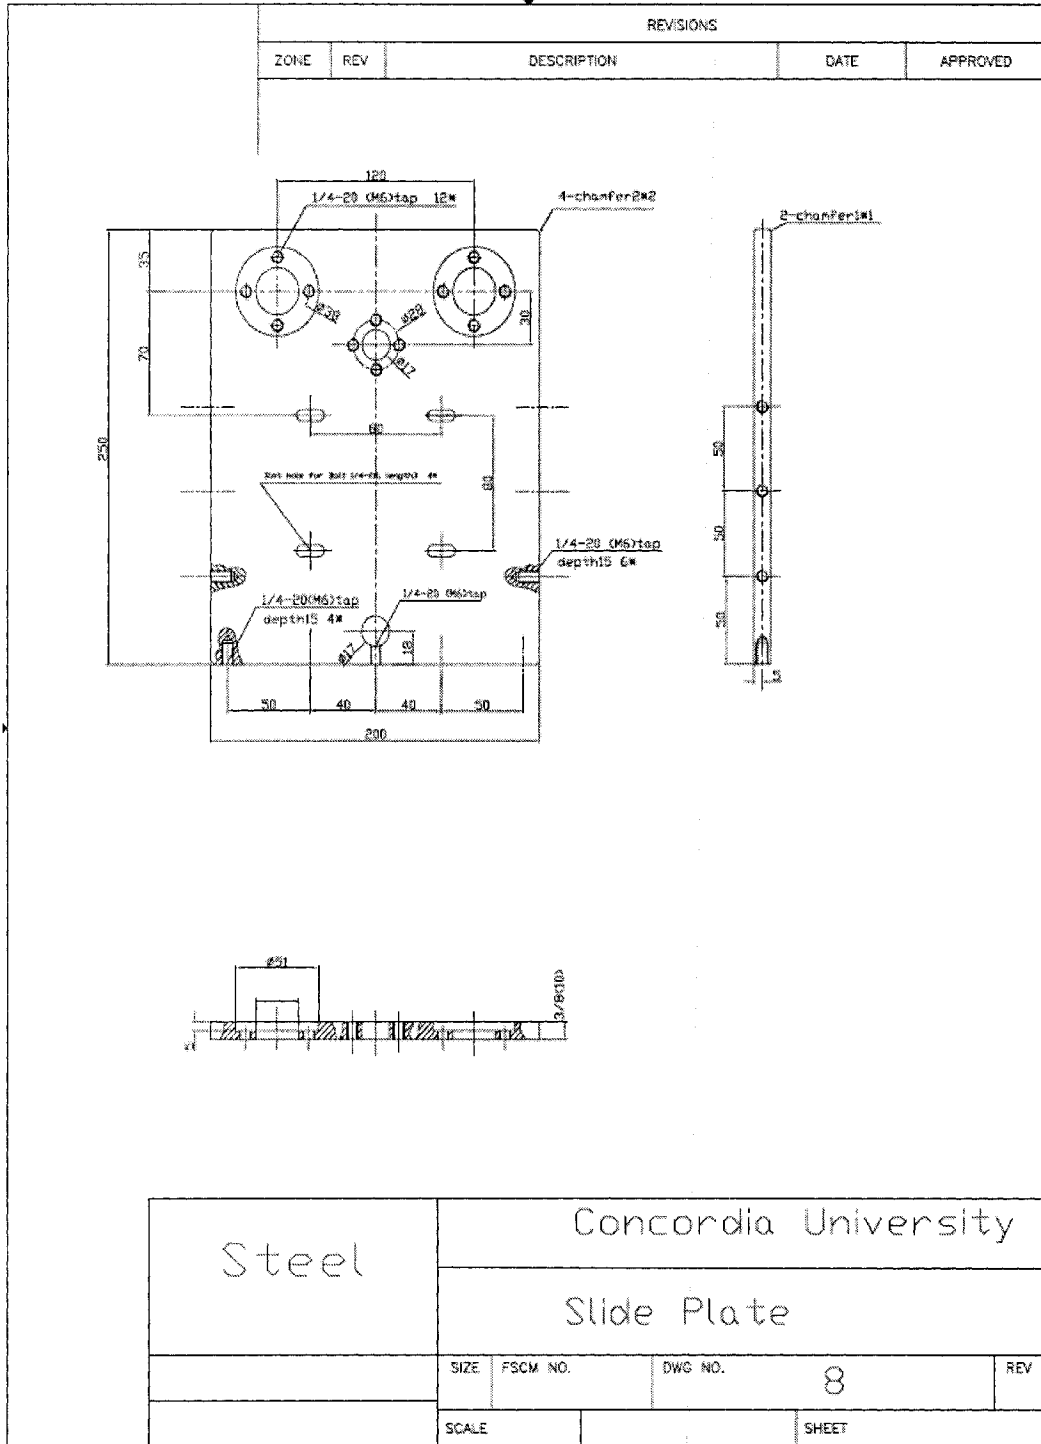 REVISIONS
ZONE REV DESCRIPTION DATE APPROVED
120
1/4-20 (M6)tap 12*
4-chamfer2*2
2-chamfer1*1
35
Ø38
Ø28
30
70
Ø17
250
50
80
50
1/4-20 (M6)tap
depth15 6*
1/4-20(M6)tap
depth15 4*
1/4-20 (M6)tap
50
Ø17
18
5
50 40 40 50
200
Ø51
3/8(10)
5
Steel
Concordia University
Slide Plate
SIZE FSCM NO. DWG NO. 8 REV
SCALE SHEET